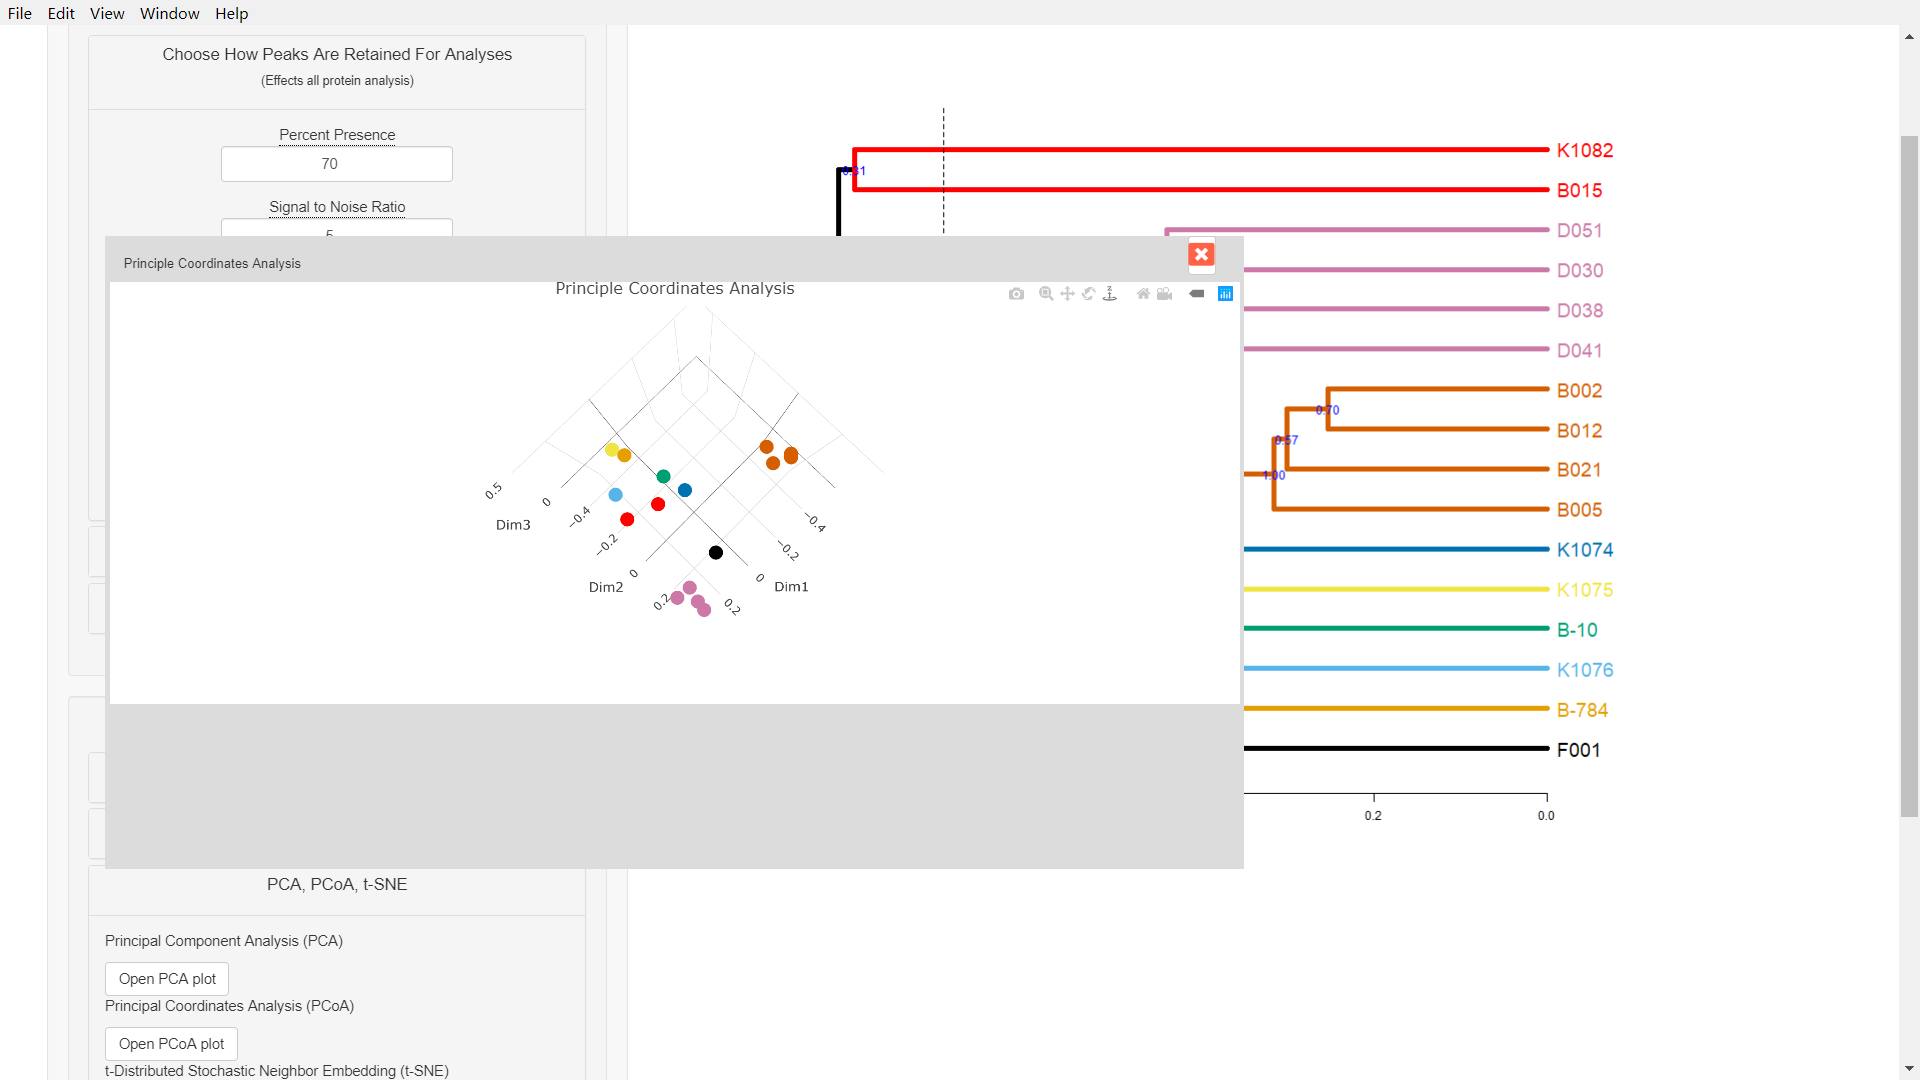 File Edit View Window Help
Choose How Peaks Are Retained For Analyses
(Effects all protein analysis)
Percent Presence
70
Signal to Noise Ratio
5
K1082
0.31
B015
D051
Principle Coordinates Analysis
D030
Principle Coordinates Analysis
D038
D041
B002
0.70
B012
0.57
B021
1.00
0.5
0
−0.4
−0.4
B005
Dim3
−0.2
−0.2
K1074
0
0
Dim2
Dim1
K1075
0.2
0.2
B-10
K1076
B-784
F001
0.2
0.0
PCA, PCoA, t-SNE
Principal Component Analysis (PCA)
Open PCA plot
Principal Coordinates Analysis (PCoA)
Open PCoA plot
t-Distributed Stochastic Neighbor Embedding (t-SNE)